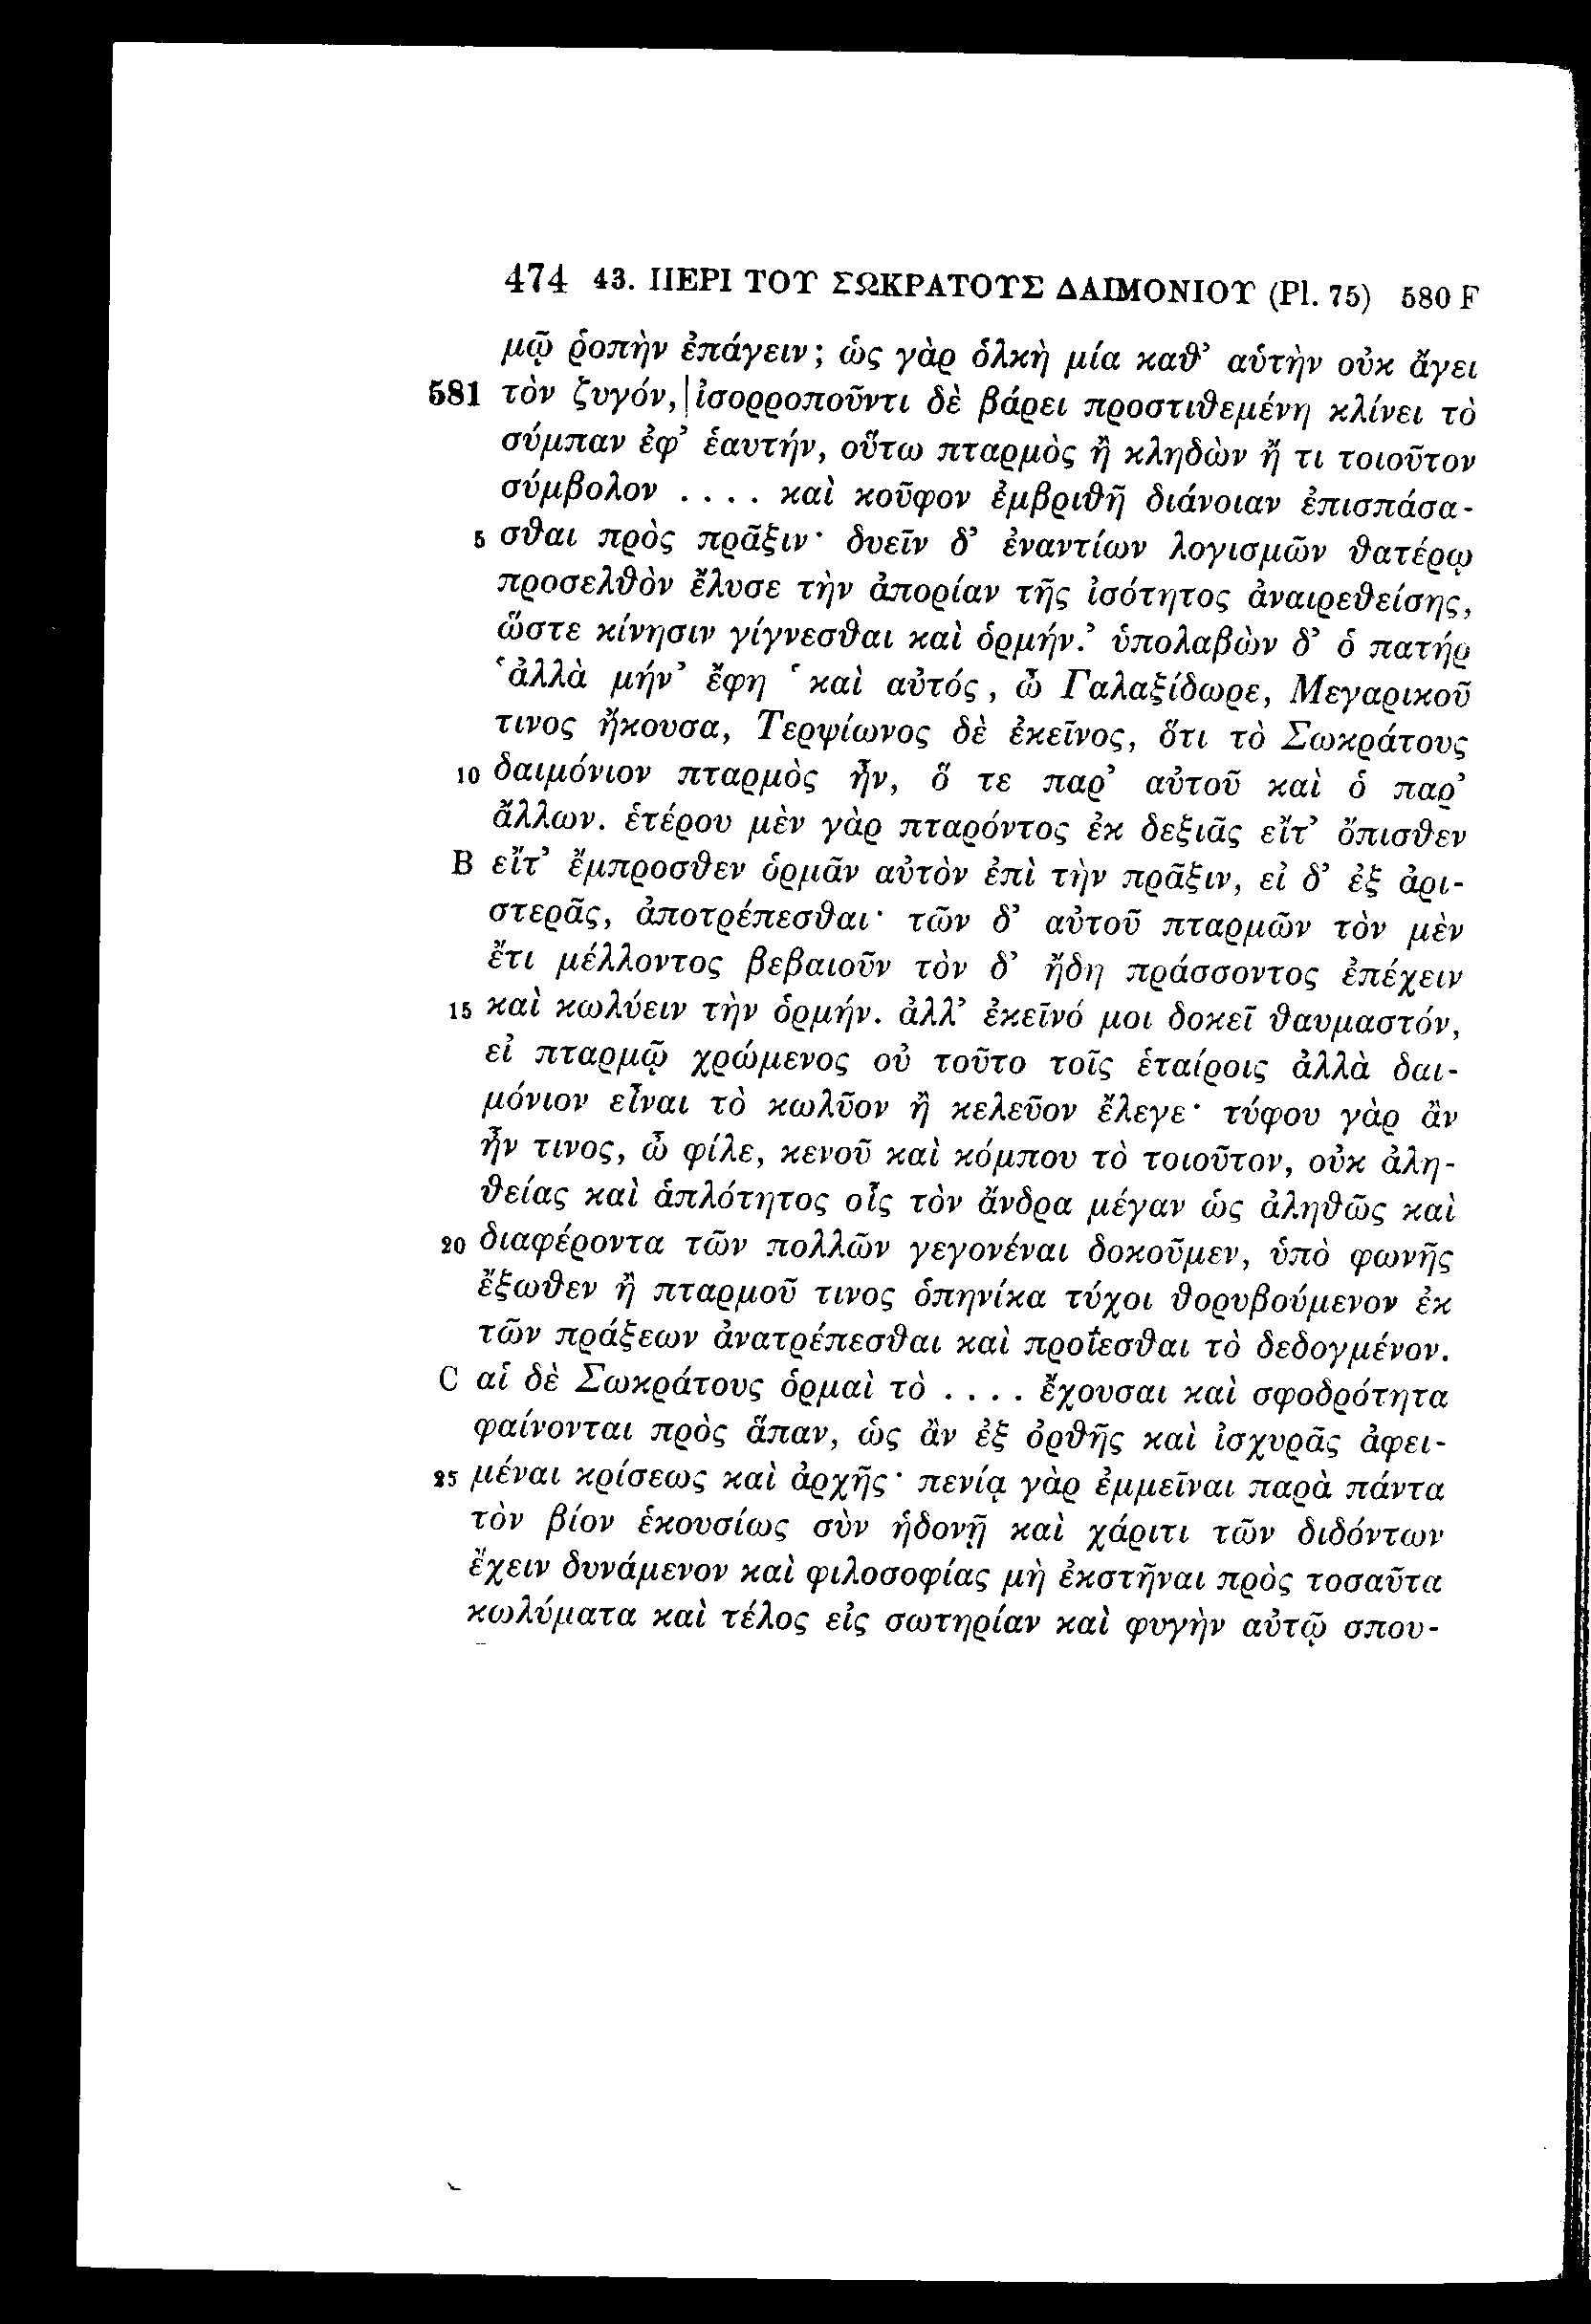 474 43. ΠΕΡΙ ΤΟΥ ΣΩΚΡΑΤΟΥΣ ΔΑΙΜΟΝΙΟΥ (Pl. 75) 580 F
μῷ ῥοπὴν ἐπάγειν; ὡς γὰρ ὁλκὴ μία καθ’ αὑτὴν οὐκ ἄγει
581 τὸν ζυγόν,|ἰσορροποῦντι δὲ βάρει προστιθεμένη κλίνει τὸ
σύμπαν ἐφ’ ἑαυτήν, οὕτω πταρμὸς ἢ κληδὼν ἤ τι τοιοῦτον
σύμβολον .... καὶ κοῦφον ἐμβριθῆ διάνοιαν ἐπισπάσα-
5 σθαι πρὸς πρᾶξιν· δυεῖν δ’ ἐναντίων λογισμῶν θατέρῳ
προσελθὸν ἔλυσε τὴν ἀπορίαν τῆς ἰσότητος ἀναιρεθείσης,
ὥστε κίνησιν γίγνεσθαι καὶ ὁρμήν.’ ὑπολαβὼν δ’ ὁ πατήρ
‘ἀλλὰ μήν’ ἔφη ‘καὶ αὐτός, ὦ Γαλαξίδωρε, Μεγαρικοῦ
τινος ἤκουσα, Τερψίωνος δὲ ἐκεῖνος, ὅτι τὸ Σωκράτους
10 δαιμόνιον πταρμὸς ἦν, ὅ τε παρ’ αὐτοῦ καὶ ὁ παρ’
ἄλλων. ἑτέρου μὲν γὰρ πταρόντος ἐκ δεξιᾶς εἴτ’ ὄπισθεν
B εἴτ’ ἔμπροσθεν ὁρμᾶν αὐτὸν ἐπὶ τὴν πρᾶξιν, εἰ δ’ ἐξ ἀρι-
στερᾶς, ἀποτρέπεσθαι· τῶν δ’ αὐτοῦ πταρμῶν τὸν μὲν
ἔτι μέλλοντος βεβαιοῦν τὸν δ’ ἤδη πράσσοντος ἐπέχειν
15 καὶ κωλύειν τὴν ὁρμήν. ἀλλ’ ἐκεῖνό μοι δοκεῖ θαυμαστόν,
εἰ πταρμῷ χρώμενος οὐ τοῦτο τοῖς ἑταίροις ἀλλὰ δαι-
μόνιον εἶναι τὸ κωλῦον ἢ κελεῦον ἔλεγε· τύφου γὰρ ἂν
ἦν τινος, ὦ φίλε, κενοῦ καὶ κόμπου τὸ τοιοῦτον, οὐκ ἀλη-
θείας καὶ ἁπλότητος οἷς τὸν ἄνδρα μέγαν ὡς ἀληθῶς καὶ
20 διαφέροντα τῶν πολλῶν γεγονέναι δοκοῦμεν, ὑπὸ φωνῆς
ἔξωθεν ἢ πταρμοῦ τινος ὁπηνίκα τύχοι θορυβούμενον ἐκ
τῶν πράξεων ἀνατρέπεσθαι καὶ προΐεσθαι τὸ δεδογμένον.
C αἱ δὲ Σωκράτους ὁρμαὶ τὸ .... ἔχουσαι καὶ σφοδρότητα
φαίνονται πρὸς ἅπαν, ὡς ἂν ἐξ ὀρθῆς καὶ ἰσχυρᾶς ἀφει-
25 μέναι κρίσεως καὶ ἀρχῆς· πενίᾳ γὰρ ἐμμεῖναι παρὰ πάντα
τὸν βίον ἑκουσίως σὺν ἡδονῇ καὶ χάριτι τῶν διδόντων
ἔχειν δυνάμενον καὶ φιλοσοφίας μὴ ἐκστῆναι πρὸς τοσαῦτα
κωλύματα καὶ τέλος εἰς σωτηρίαν καὶ φυγὴν αὐτῷ σπου-